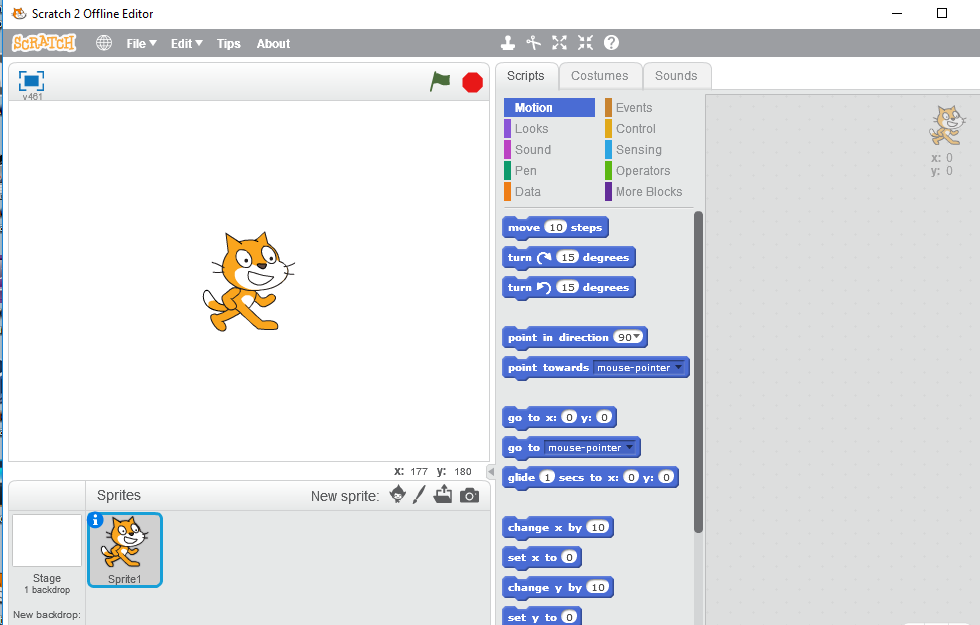 Scratch 2 Offline Editor
SCRATCH File Edit Tips About
v461
Scripts Costumes Sounds
Motion Events
Looks Control
Sound Sensing
Pen Operators
Data More Blocks
x: 0
y: 0
move 10 steps
turn 15 degrees
turn 15 degrees
point in direction 90
point towards mouse-pointer
go to x: 0 y: 0
go to mouse-pointer
glide 1 secs to x: 0 y: 0
change x by 10
set x to 0
change y by 10
set y to 0
x: 177 y: 180
Sprites New sprite:
Stage
1 backdrop
New backdrop:
Sprite1